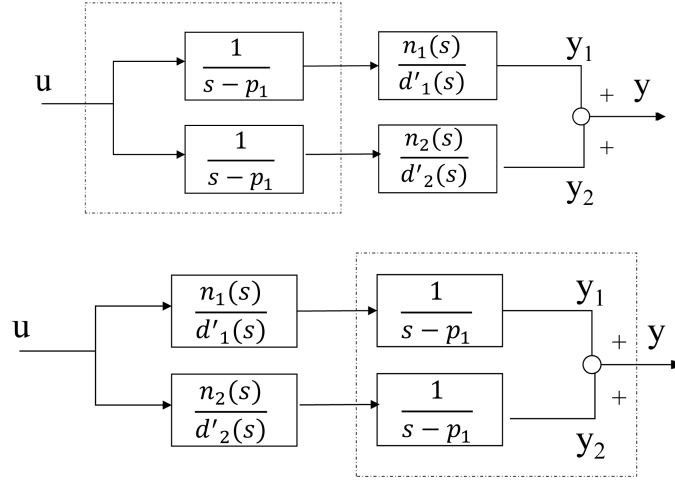 u
1
s − p₁
n₁(s)
d′₁(s)
y₁
+
y
1
s − p₁
n₂(s)
d′₂(s)
+
y₂
u
n₁(s)
d′₁(s)
1
s − p₁
y₁
+
y
n₂(s)
d′₂(s)
1
s − p₁
+
y₂